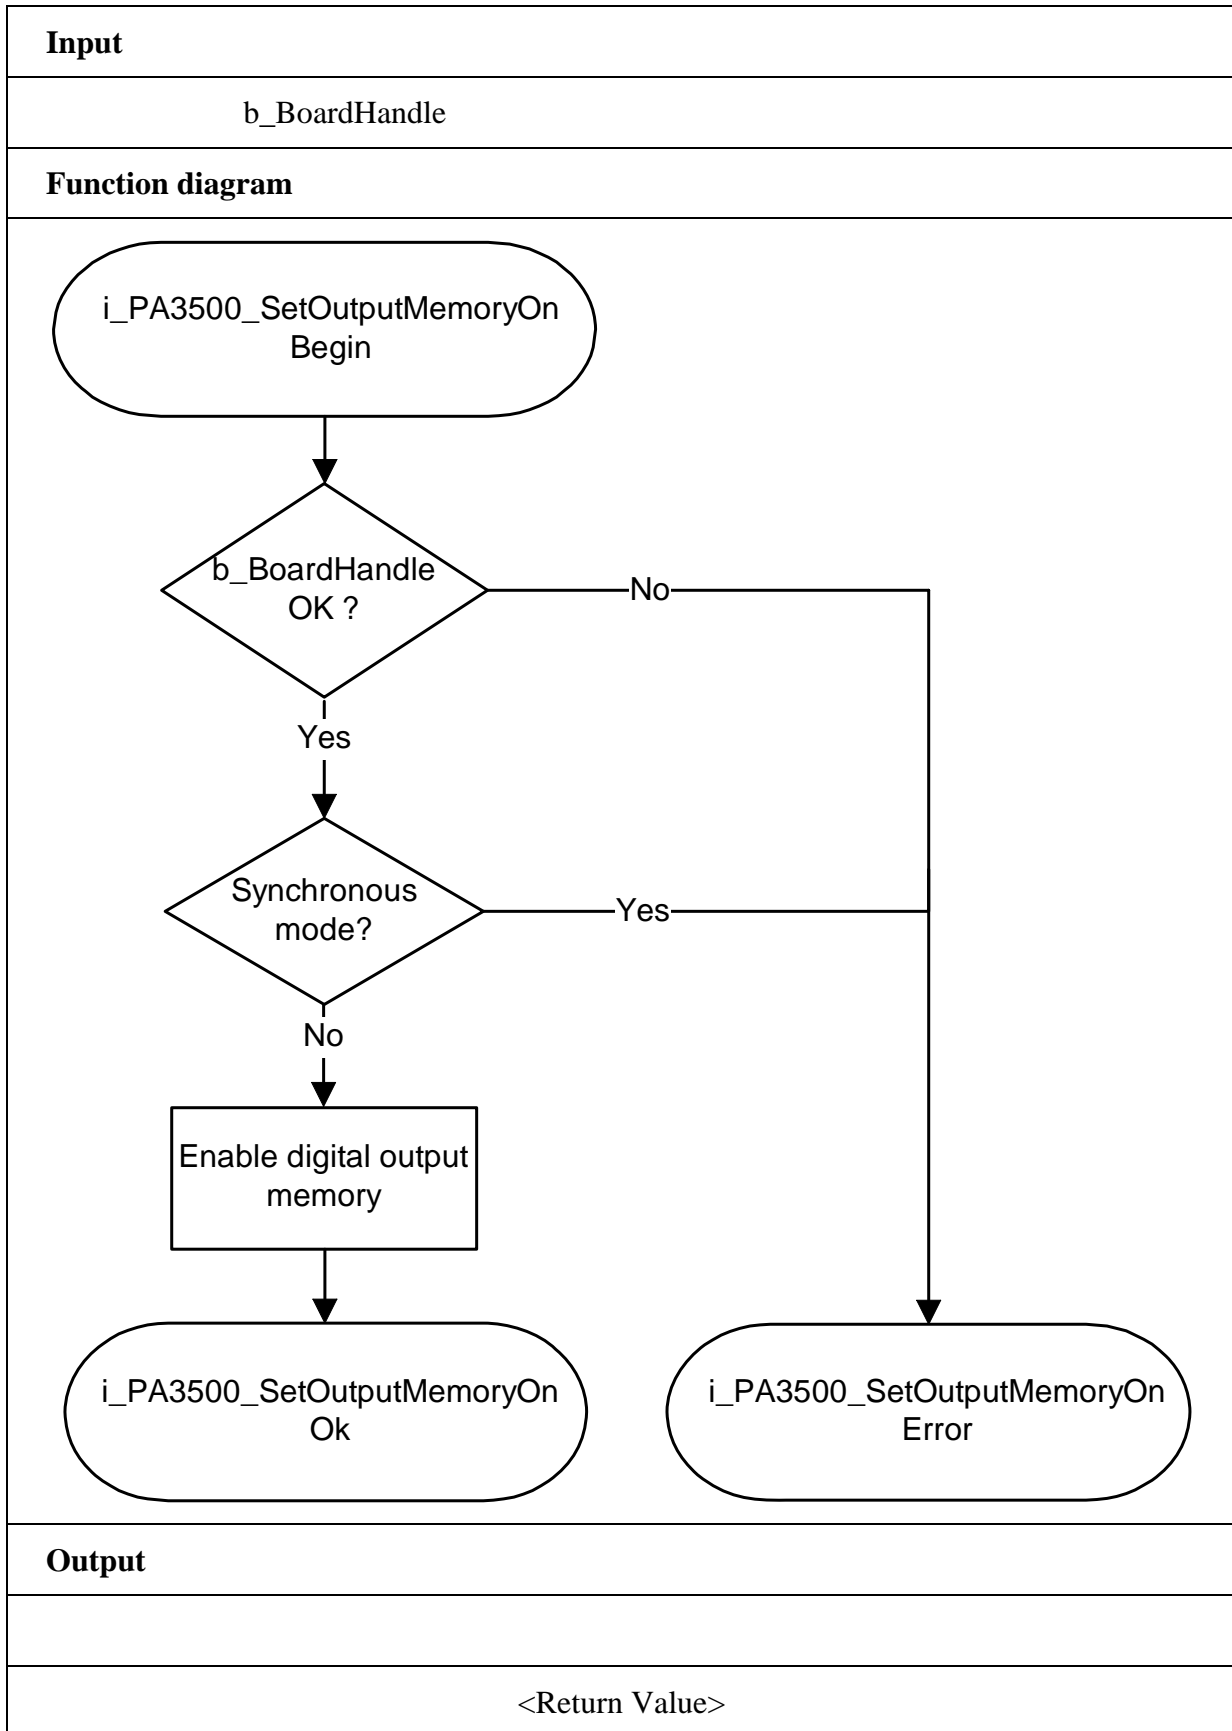 Input
b_BoardHandle
Function diagram
i_PA3500_SetOutputMemoryOn
Begin
b_BoardHandle
OK ?
No
Yes
Synchronous
mode?
Yes
No
Enable digital output
memory
i_PA3500_SetOutputMemoryOn
Ok
i_PA3500_SetOutputMemoryOn
Error
Output
<Return Value>